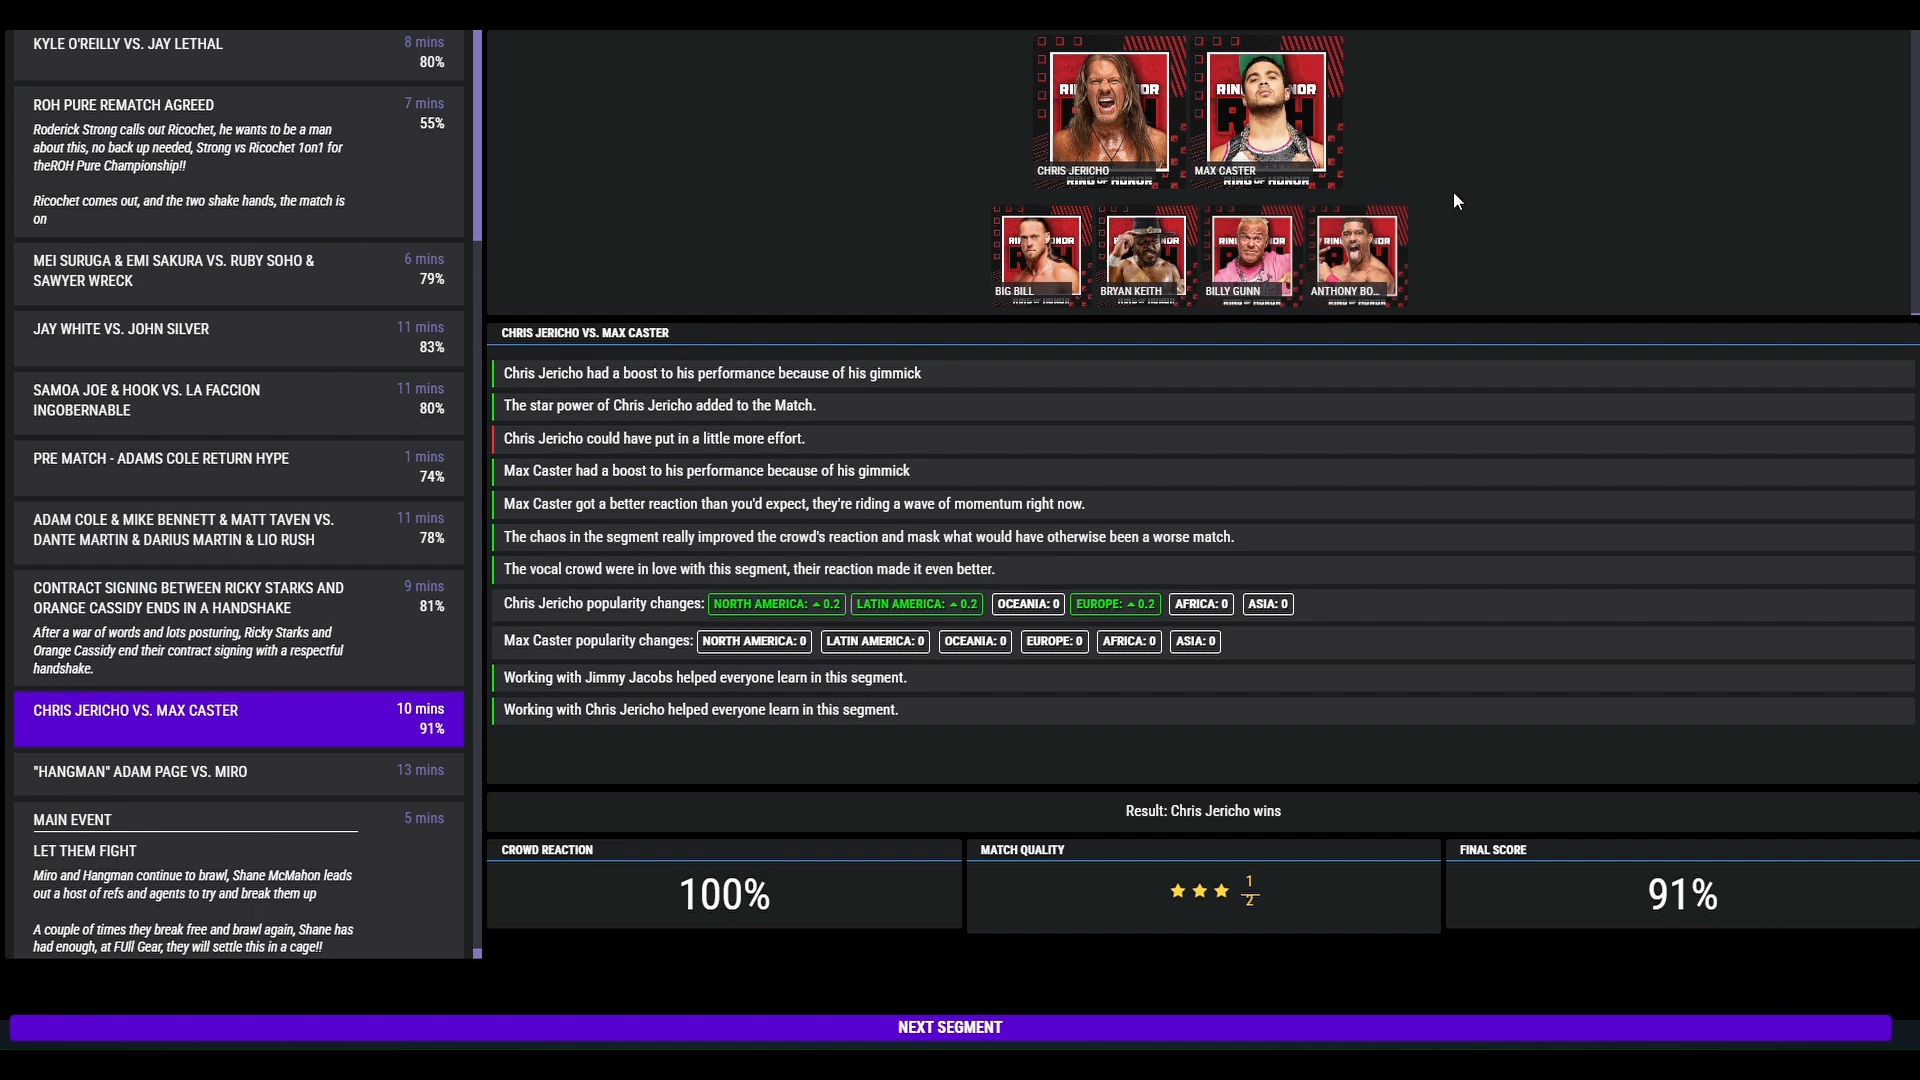 KYLE O'REILLY VS. JAY LETHAL
8 mins
80%
ROH PURE REMATCH AGREED
7 mins
55%
Roderick Strong calls out Ricochet, he wants to be a man
about this, no back up needed, Strong vs Ricochet 1on1 for
theROH Pure Championship!!
Ricochet comes out, and the two shake hands, the match is
on
MEI SURUGA & EMI SAKURA VS. RUBY SOHO &
SAWYER WRECK
6 mins
79%
JAY WHITE VS. JOHN SILVER
11 mins
83%
SAMOA JOE & HOOK VS. LA FACCION
INGOBERNABLE
11 mins
80%
PRE MATCH - ADAMS COLE RETURN HYPE
1 mins
74%
ADAM COLE & MIKE BENNETT & MATT TAVEN VS.
DANTE MARTIN & DARIUS MARTIN & LIO RUSH
11 mins
78%
CONTRACT SIGNING BETWEEN RICKY STARKS AND
ORANGE CASSIDY ENDS IN A HANDSHAKE
9 mins
81%
After a war of words and lots posturing, Ricky Starks and
Orange Cassidy end their contract signing with a respectful
handshake.
CHRIS JERICHO VS. MAX CASTER
10 mins
91%
"HANGMAN" ADAM PAGE VS. MIRO
13 mins
MAIN EVENT
5 mins
LET THEM FIGHT
Miro and Hangman continue to brawl, Shane McMahon leads
out a host of refs and agents to try and break them up
A couple of times they break free and brawl again, Shane has
had enough, at FUll Gear, they will settle this in a cage!!
CHRIS JERICHO
RING OF HONOR
MAX CASTER
RING OF HONOR
BIG BILL
BRYAN KEITH
BILLY GUNN
ANTHONY BO...
CHRIS JERICHO VS. MAX CASTER
Chris Jericho had a boost to his performance because of his gimmick
The star power of Chris Jericho added to the Match.
Chris Jericho could have put in a little more effort.
Max Caster had a boost to his performance because of his gimmick
Max Caster got a better reaction than you'd expect, they're riding a wave of momentum right now.
The chaos in the segment really improved the crowd's reaction and mask what would have otherwise been a worse match.
The vocal crowd were in love with this segment, their reaction made it even better.
Chris Jericho popularity changes: NORTH AMERICA: 0.2 LATIN AMERICA: 0.2 OCEANIA: 0 EUROPE: 0.2 AFRICA: 0 ASIA: 0
Max Caster popularity changes: NORTH AMERICA: 0 LATIN AMERICA: 0 OCEANIA: 0 EUROPE: 0 AFRICA: 0 ASIA: 0
Working with Jimmy Jacobs helped everyone learn in this segment.
Working with Chris Jericho helped everyone learn in this segment.
Result: Chris Jericho wins
CROWD REACTION
100%
MATCH QUALITY
1/2
FINAL SCORE
91%
NEXT SEGMENT